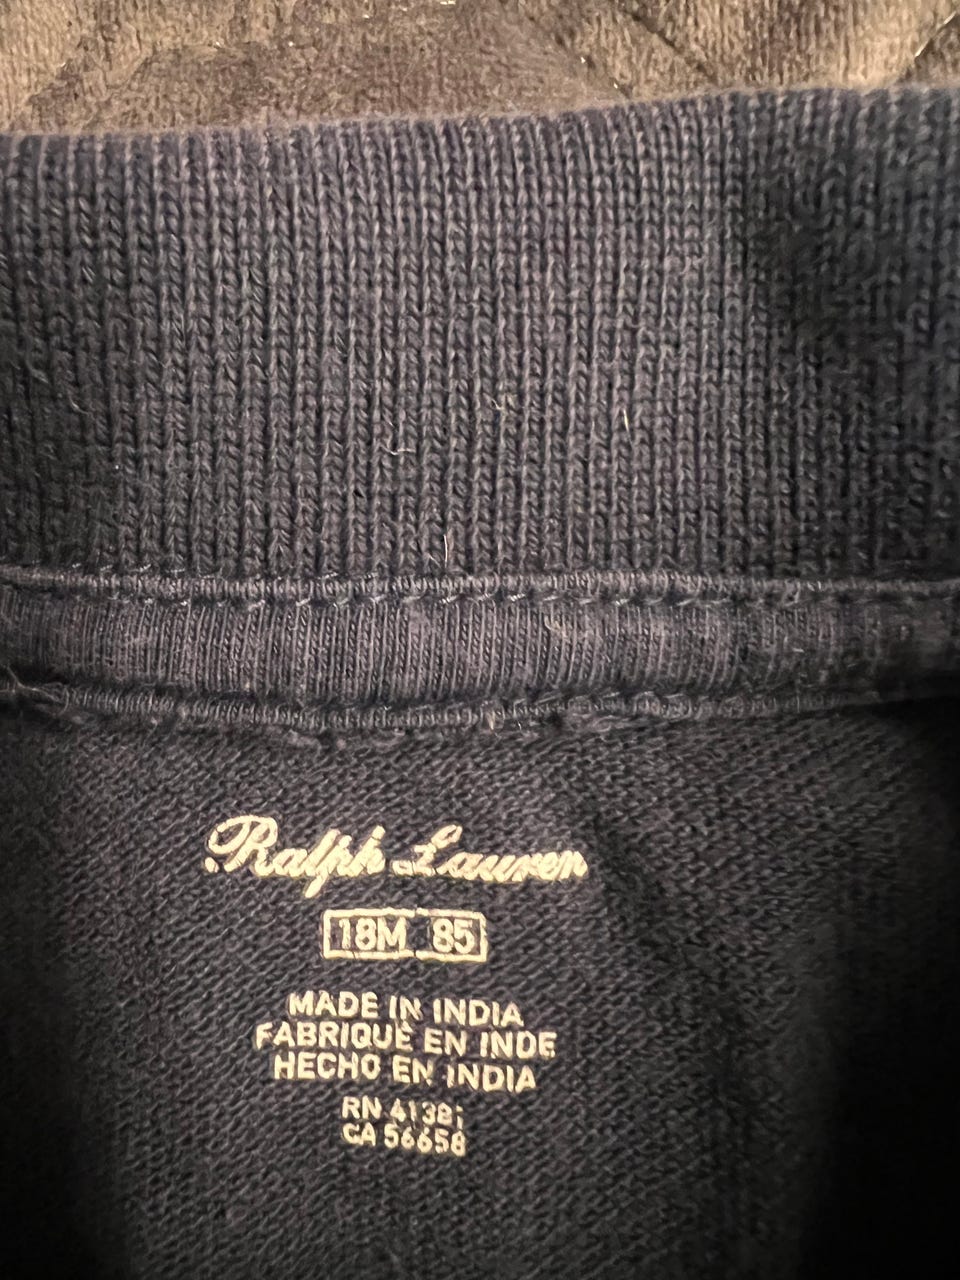 Ralph Lauren
18M 85
MADE IN INDIA
FABRIQUÉ EN INDE
HECHO EN INDIA
RN 41381
CA 56658